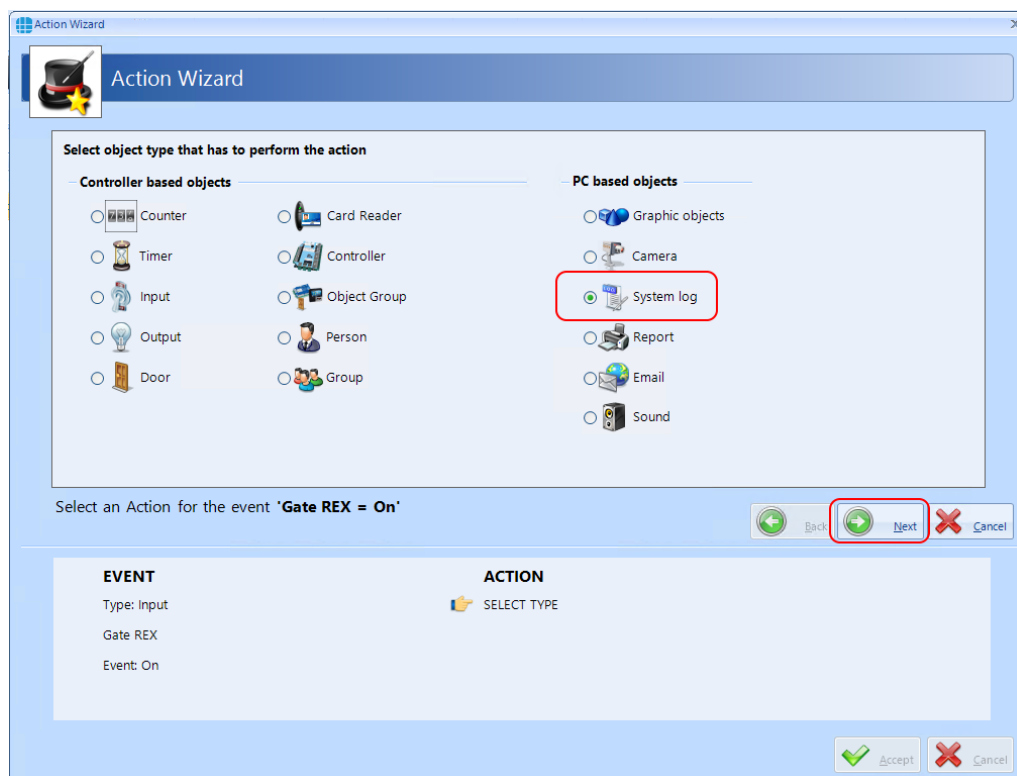 Action Wizard
Action Wizard
Select object type that has to perform the action
Controller based objects
Counter
Timer
Input
Output
Door
Card Reader
Controller
Object Group
Person
Group
PC based objects
Graphic objects
Camera
System log
Report
Email
Sound
Select an Action for the event 'Gate REX = On'
Back
Next
Cancel
EVENT
Type: Input
Gate REX
Event: On
ACTION
SELECT TYPE
Accept
Cancel